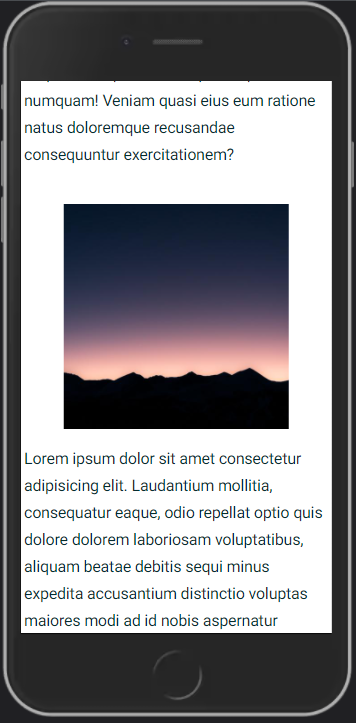 numquam! Veniam quasi eius eum ratione
natus doloremque recusandae
consequuntur exercitationem?
Lorem ipsum dolor sit amet consectetur
adipisicing elit. Laudantium mollitia,
consequatur eaque, odio repellat optio quis
dolore dolorem laboriosam voluptatibus,
aliquam beatae debitis sequi minus
expedita accusantium distinctio voluptas
maiores modi ad id nobis aspernatur